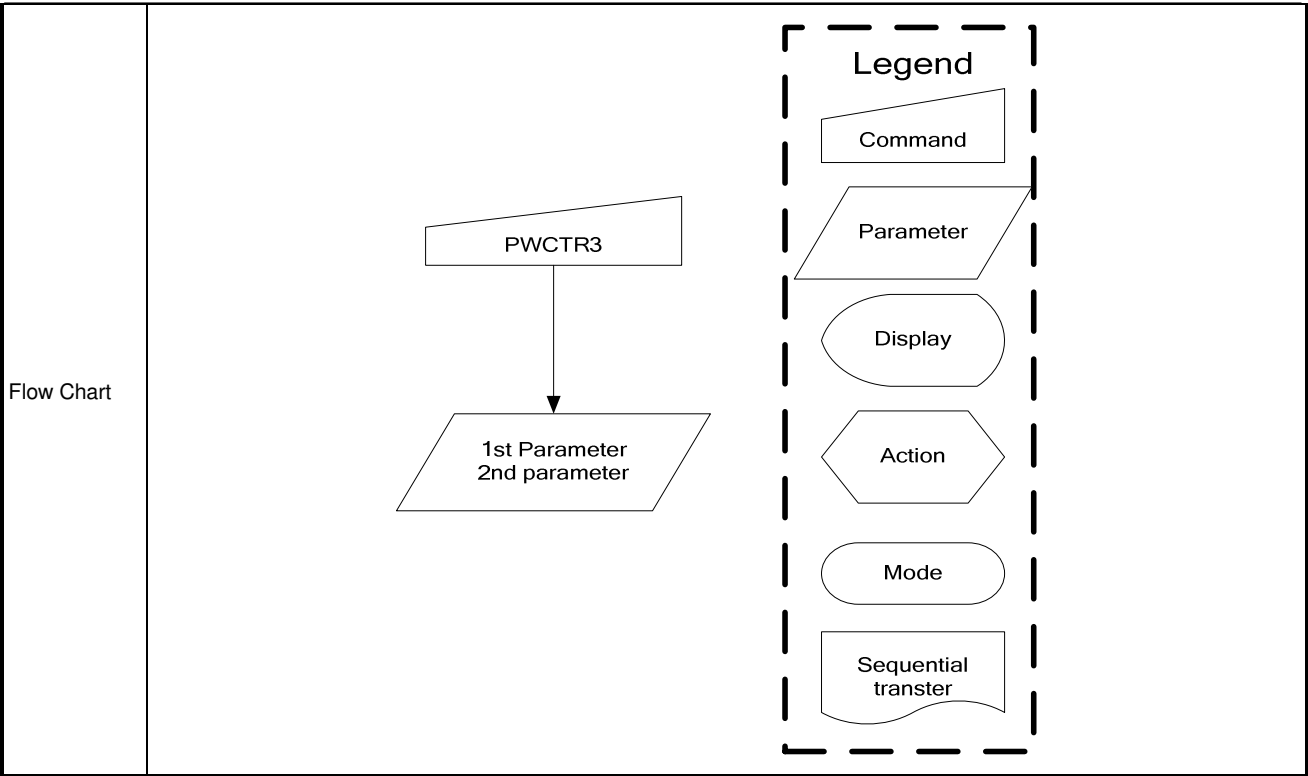 Flow Chart
PWCTR3
1st Parameter
2nd parameter
Legend
Command
Parameter
Display
Action
Mode
Sequential
transter